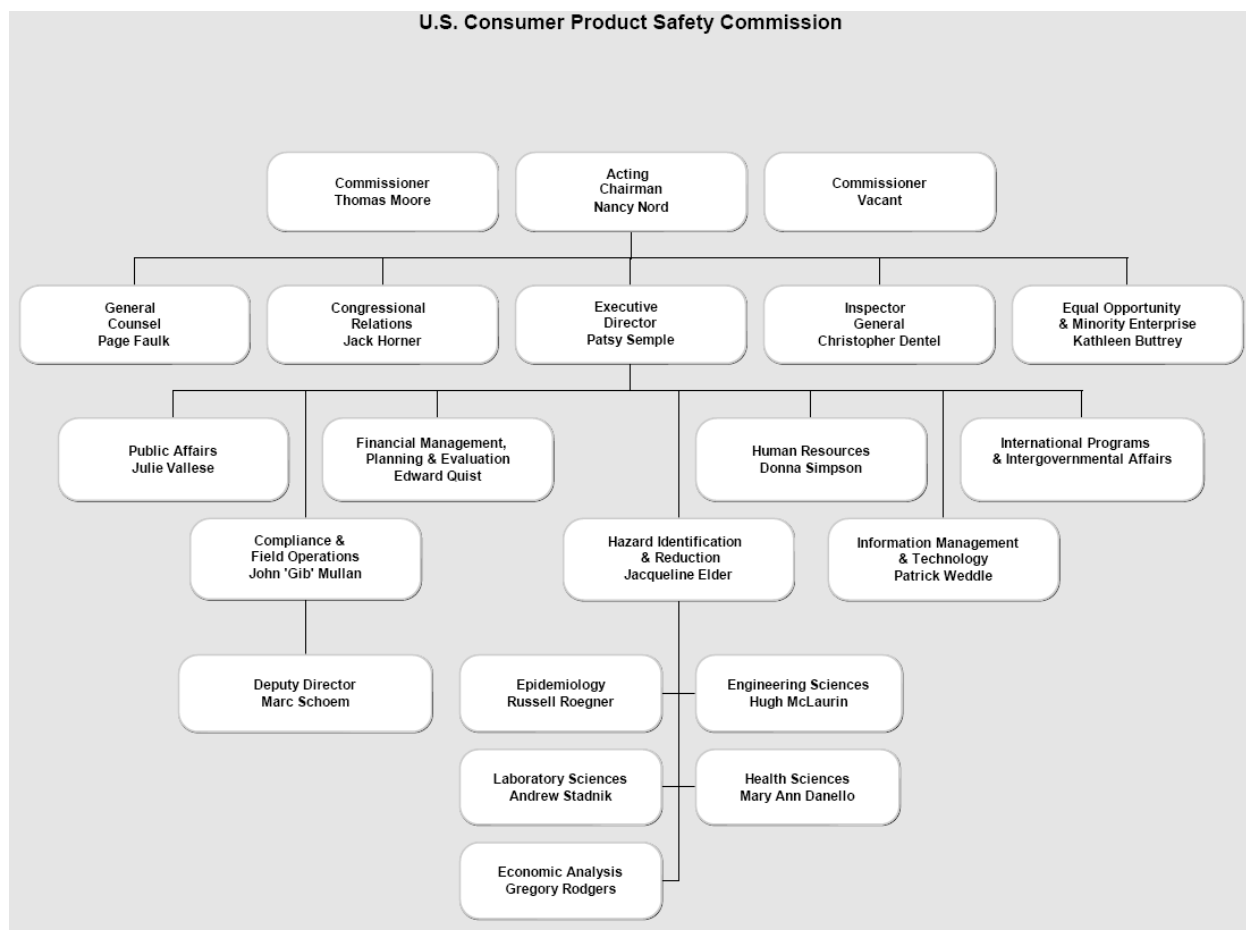 U.S. Consumer Product Safety Commission
Commissioner
Thomas Moore
Acting
Chairman
Nancy Nord
Commissioner
Vacant
General
Counsel
Page Faulk
Congressional
Relations
Jack Horner
Executive
Director
Patsy Semple
Inspector
General
Christopher Dentel
Equal Opportunity
& Minority Enterprise
Kathleen Buttrey
Public Affairs
Julie Vallese
Financial Management,
Planning & Evaluation
Edward Quist
Human Resources
Donna Simpson
International Programs
& Intergovernmental Affairs
Compliance &
Field Operations
John 'Gib' Mullan
Hazard Identification
& Reduction
Jacqueline Elder
Information Management
& Technology
Patrick Weddle
Deputy Director
Marc Schoem
Epidemiology
Russell Roegner
Engineering Sciences
Hugh McLaurin
Laboratory Sciences
Andrew Stadnik
Health Sciences
Mary Ann Danello
Economic Analysis
Gregory Rodgers